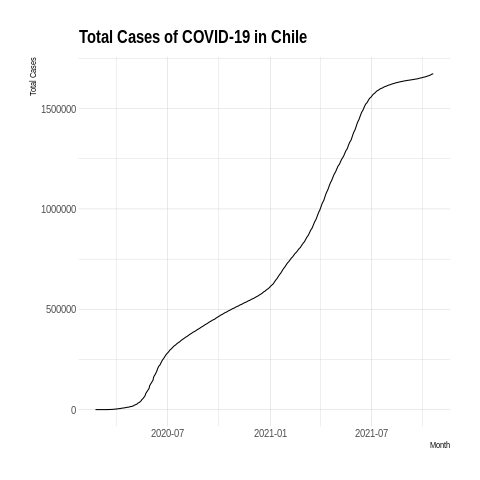 Total Cases of COVID-19 in Chile
Total Cases
1500000
1000000
500000
0
2020-07 2021-01 2021-07
Month